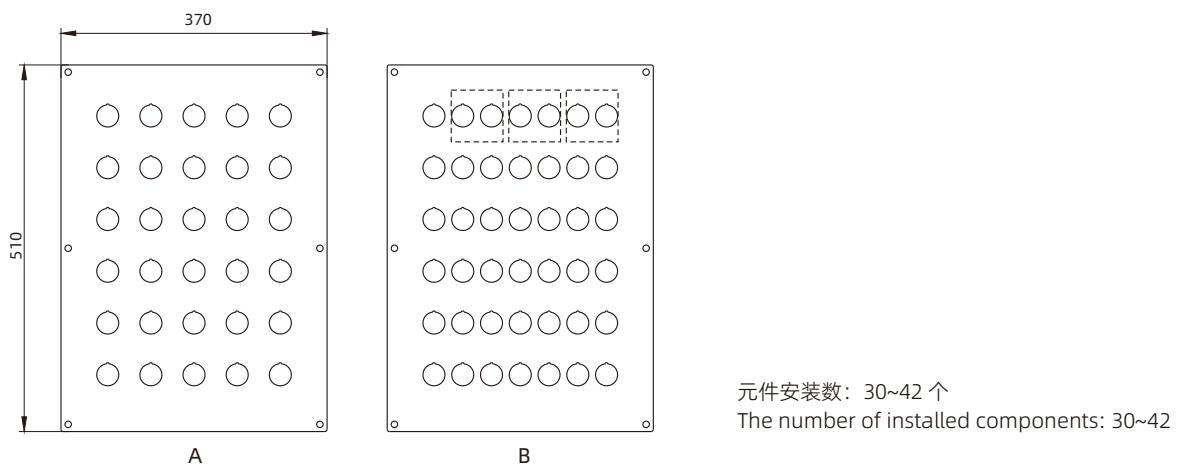 370
510
A
B
元件安装数：30~42 个
The number of installed components: 30~42